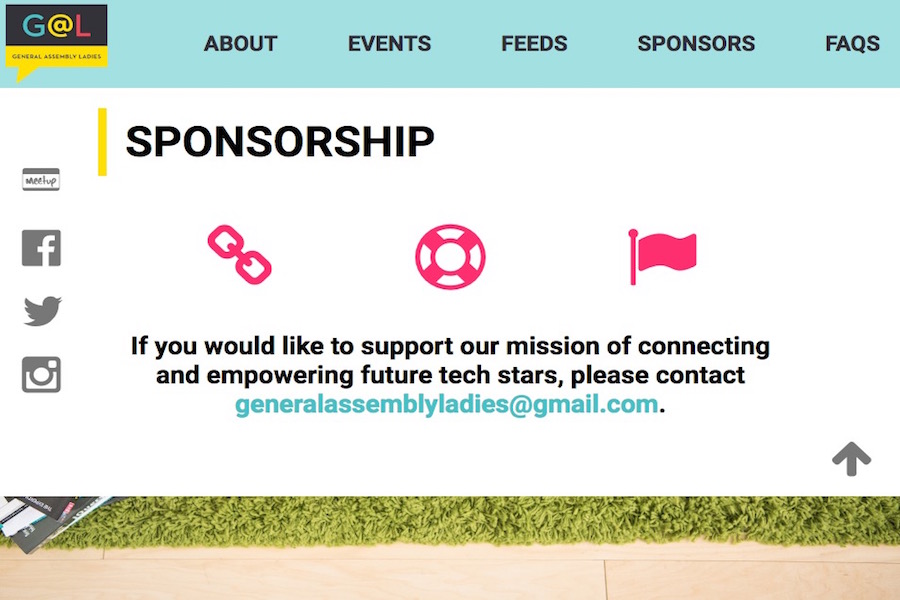 G@L
GENERAL ASSEMBLY LADIES
ABOUT
EVENTS
FEEDS
SPONSORS
FAQS
SPONSORSHIP
meetup
If you would like to support our mission of connecting
and empowering future tech stars, please contact
generalassemblyladies@gmail.com.